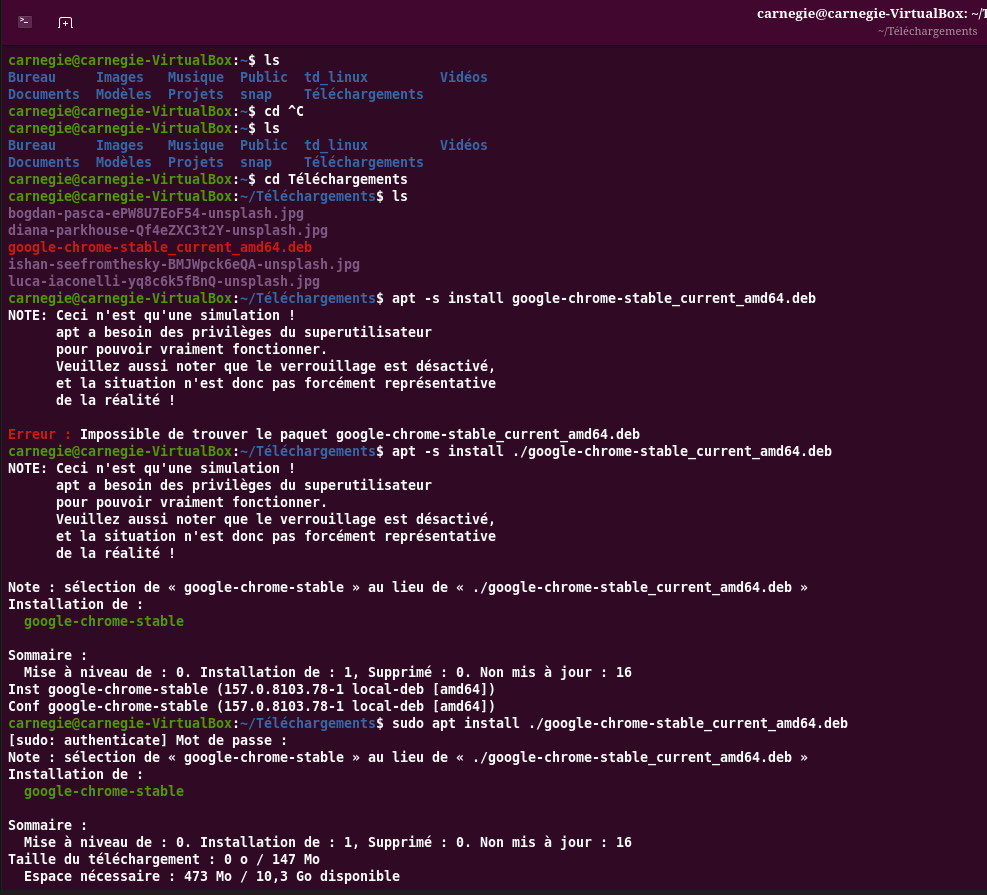 carnegie@carnegie-VirtualBox: ~/T
~/Téléchargements
carnegie@carnegie-VirtualBox:~$ ls
Bureau     Images   Musique  Public  td_linux         Vidéos
Documents  Modèles  Projets  snap    Téléchargements
carnegie@carnegie-VirtualBox:~$ cd ^C
carnegie@carnegie-VirtualBox:~$ ls
Bureau     Images   Musique  Public  td_linux         Vidéos
Documents  Modèles  Projets  snap    Téléchargements
carnegie@carnegie-VirtualBox:~$ cd Téléchargements
carnegie@carnegie-VirtualBox:~/Téléchargements$ ls
bogdan-pasca-ePW8U7EoF54-unsplash.jpg
diana-parkhouse-Qf4eZXC3t2Y-unsplash.jpg
google-chrome-stable_current_amd64.deb
ishan-seefromthesky-BMJWpck6eQA-unsplash.jpg
luca-iaconelli-yq8c6k5fBnQ-unsplash.jpg
carnegie@carnegie-VirtualBox:~/Téléchargements$ apt -s install google-chrome-stable_current_amd64.deb
NOTE: Ceci n'est qu'une simulation !
      apt a besoin des privilèges du superutilisateur
      pour pouvoir vraiment fonctionner.
      Veuillez aussi noter que le verrouillage est désactivé,
      et la situation n'est donc pas forcément représentative
      de la réalité !
Erreur : Impossible de trouver le paquet google-chrome-stable_current_amd64.deb
carnegie@carnegie-VirtualBox:~/Téléchargements$ apt -s install ./google-chrome-stable_current_amd64.deb
NOTE: Ceci n'est qu'une simulation !
      apt a besoin des privilèges du superutilisateur
      pour pouvoir vraiment fonctionner.
      Veuillez aussi noter que le verrouillage est désactivé,
      et la situation n'est donc pas forcément représentative
      de la réalité !
Note : sélection de « google-chrome-stable » au lieu de « ./google-chrome-stable_current_amd64.deb »
Installation de :
  google-chrome-stable
Sommaire :
  Mise à niveau de : 0. Installation de : 1, Supprimé : 0. Non mis à jour : 16
Inst google-chrome-stable (157.0.8103.78-1 local-deb [amd64])
Conf google-chrome-stable (157.0.8103.78-1 local-deb [amd64])
carnegie@carnegie-VirtualBox:~/Téléchargements$ sudo apt install ./google-chrome-stable_current_amd64.deb
[sudo: authenticate] Mot de passe :
Note : sélection de « google-chrome-stable » au lieu de « ./google-chrome-stable_current_amd64.deb »
Installation de :
  google-chrome-stable
Sommaire :
  Mise à niveau de : 0. Installation de : 1, Supprimé : 0. Non mis à jour : 16
Taille du téléchargement : 0 o / 147 Mo
  Espace nécessaire : 473 Mo / 10,3 Go disponible